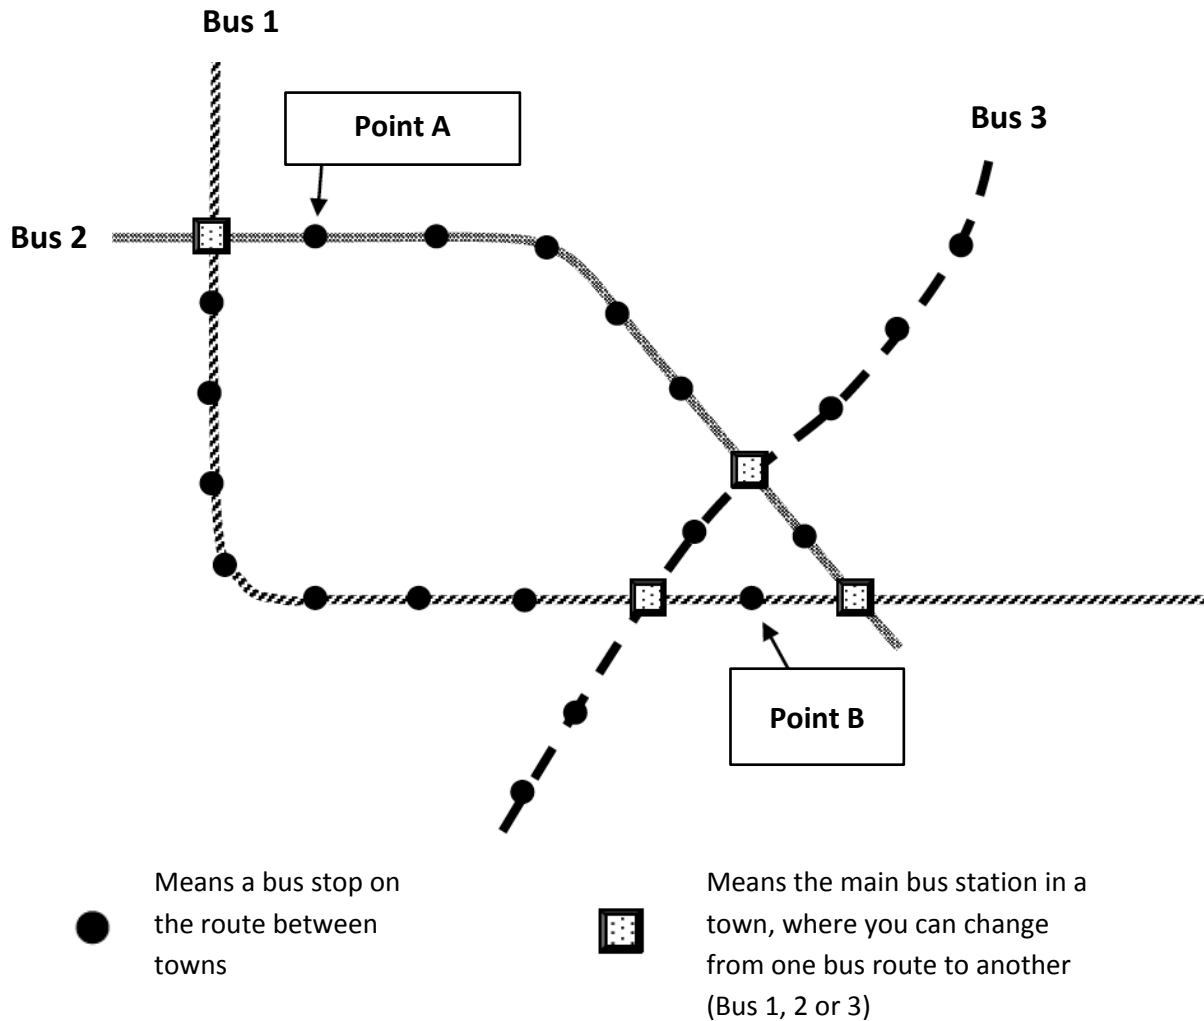 Bus 1
Point A
Bus 3
Bus 2
Point B
Means a bus stop on
the route between
towns
Means the main bus station in a
town, where you can change
from one bus route to another
(Bus 1, 2 or 3)